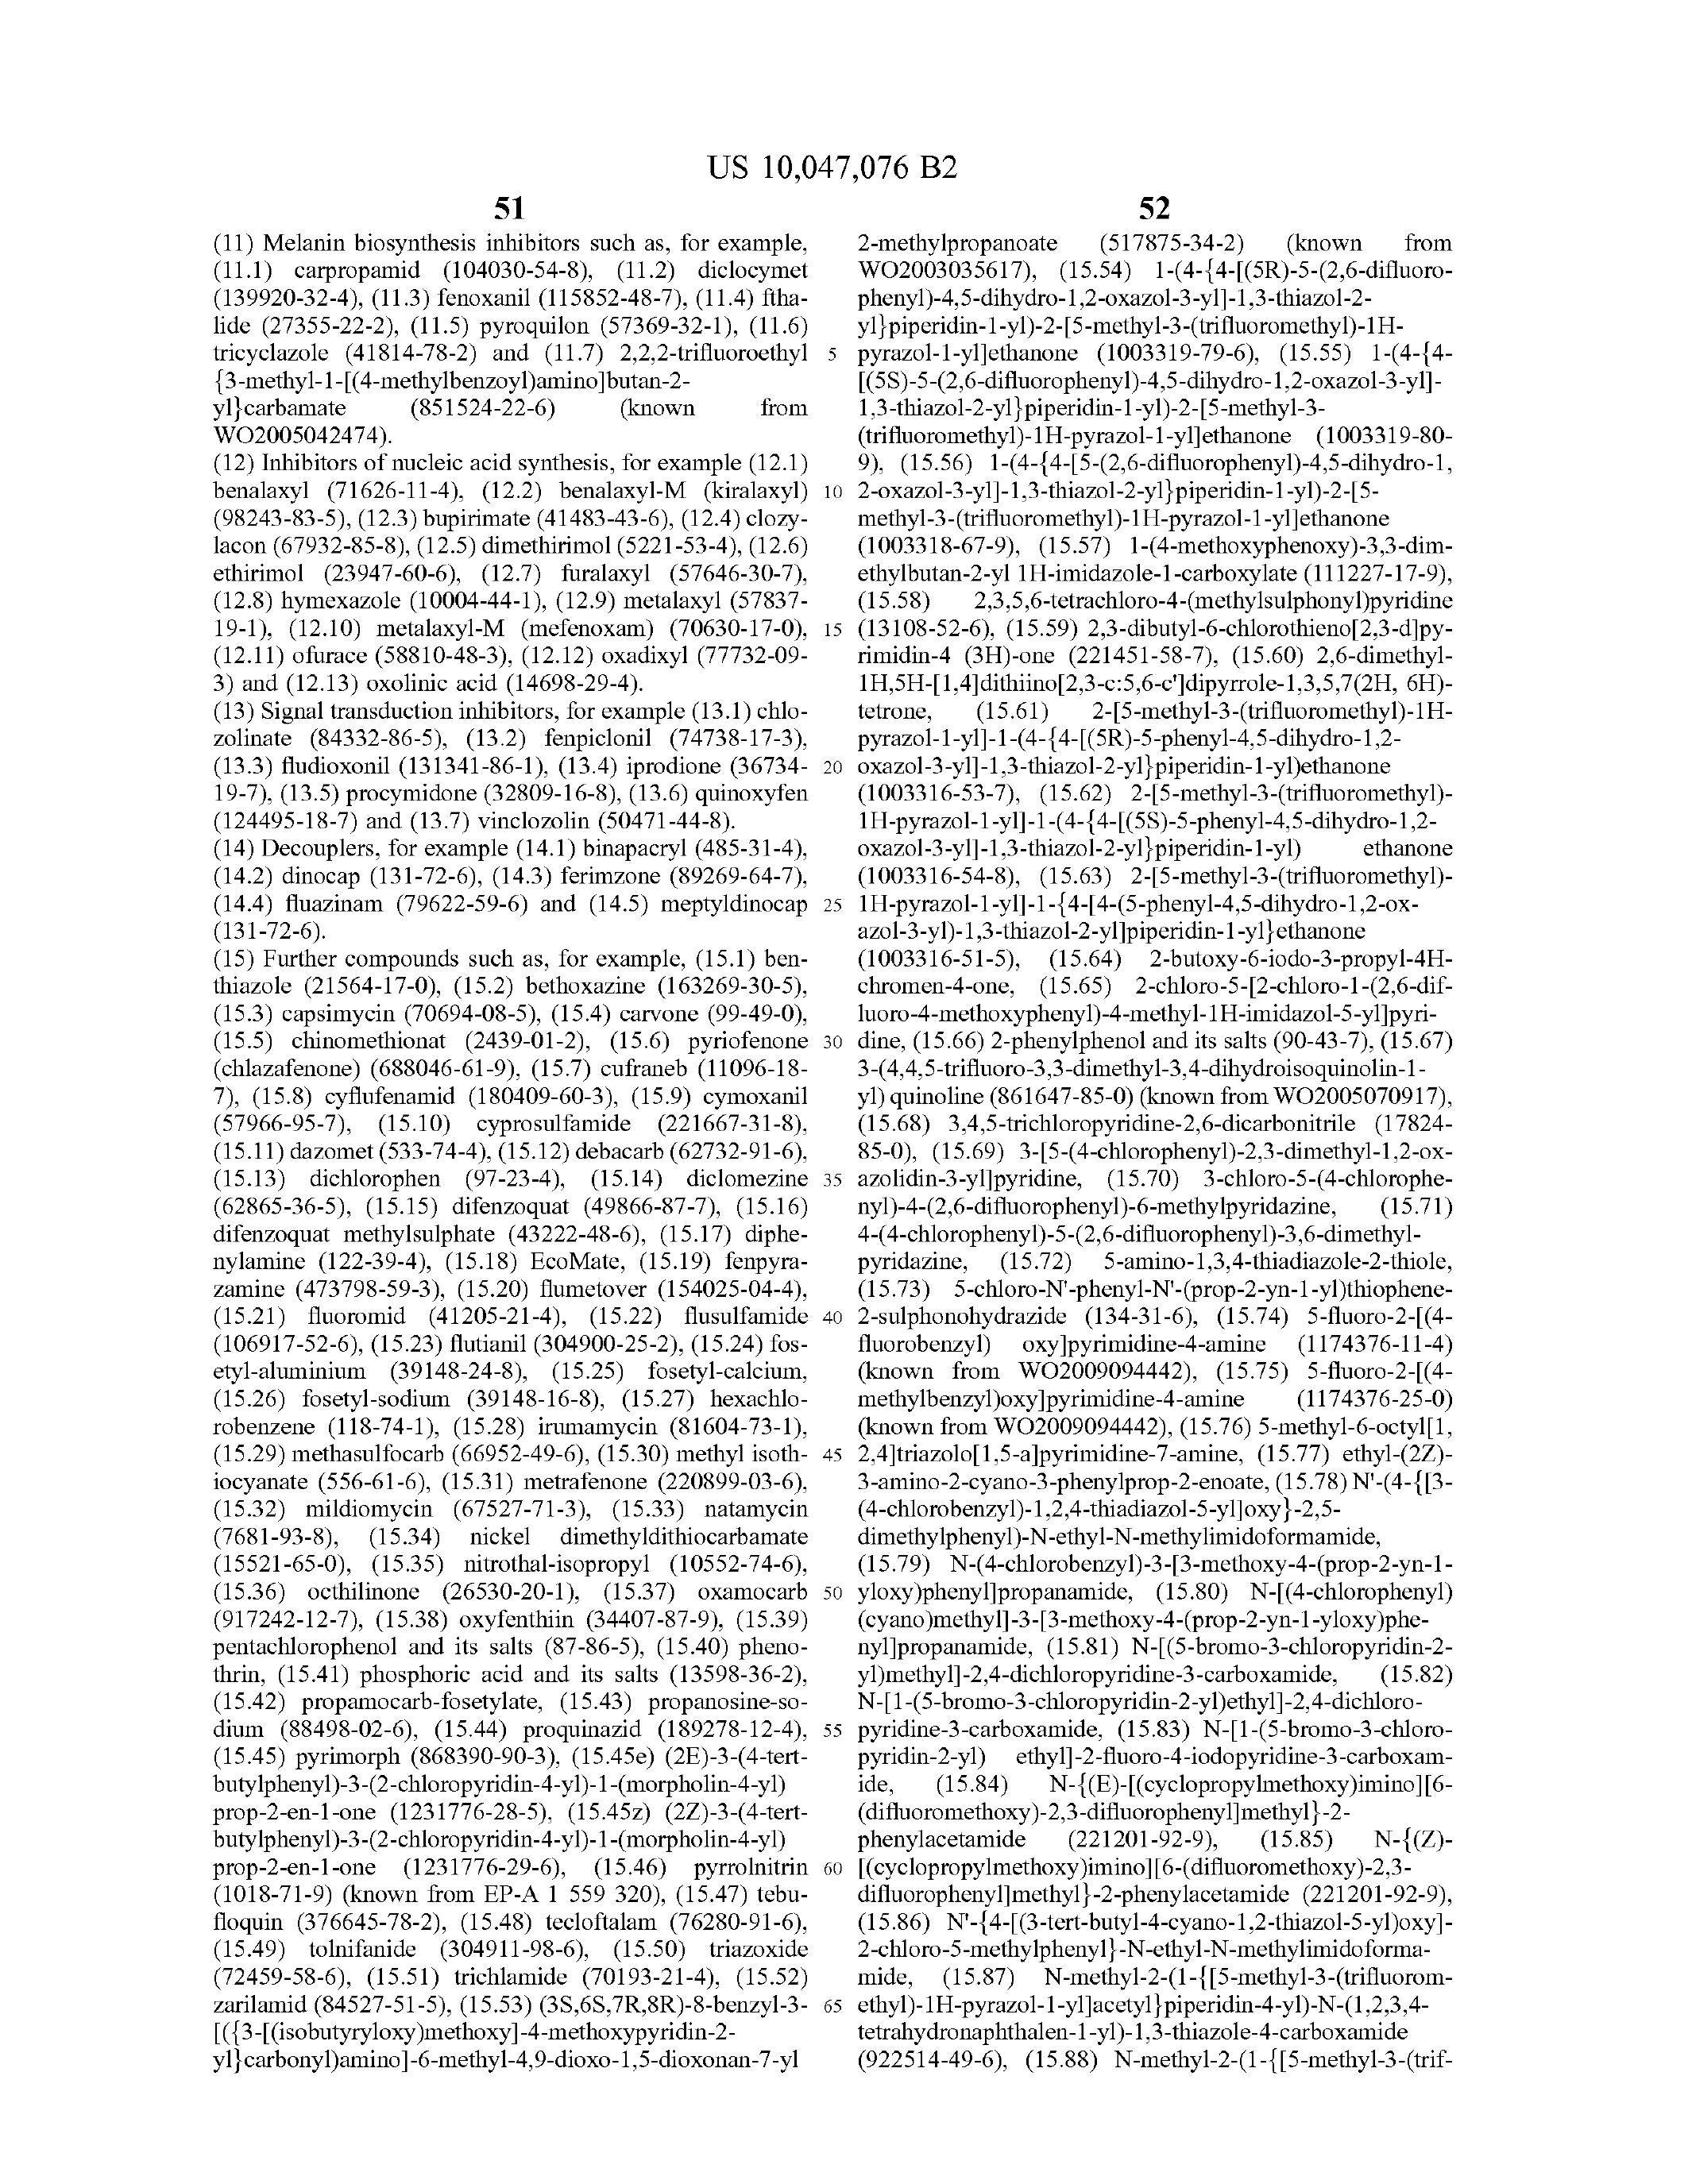 US 10,047,076 B2
51
(11) Melanin biosynthesis inhibitors such as, for example,
(11.1) carpropamid (104030-54-8), (11.2) diclocymet
(139920-32-4), (11.3) fenoxanil (115852-48-7), (11.4) ftha-
lide (27355-22-2), (11.5) pyroquilon (57369-32-1), (11.6)
tricyclazole (41814-78-2) and (11.7) 2,2,2-trifluoroethyl
{3-methyl-1-[(4-methylbenzoyl)amino]butan-2-
yl}carbamate (851524-22-6) (known from
WO2005042474).
(12) Inhibitors of nucleic acid synthesis, for example (12.1)
benalaxyl (71626-11-4), (12.2) benalaxyl-M (kiralaxyl)
(98243-83-5), (12.3) bupirimate (41483-43-6), (12.4) clozy-
lacon (67932-85-8), (12.5) dimethirimol (5221-53-4), (12.6)
ethirimol (23947-60-6), (12.7) furalaxyl (57646-30-7),
(12.8) hymexazole (10004-44-1), (12.9) metalaxyl (57837-
19-1), (12.10) metalaxyl-M (mefenoxam) (70630-17-0),
(12.11) ofurace (58810-48-3), (12.12) oxadixyl (77732-09-
3) and (12.13) oxolinic acid (14698-29-4).
(13) Signal transduction inhibitors, for example (13.1) chlo-
zolinate (84332-86-5), (13.2) fenpiclonil (74738-17-3),
(13.3) fludioxonil (131341-86-1), (13.4) iprodione (36734-
19-7), (13.5) procymidone (32809-16-8), (13.6) quinoxyfen
(124495-18-7) and (13.7) vinclozolin (50471-44-8).
(14) Decouplers, for example (14.1) binapacryl (485-31-4),
(14.2) dinocap (131-72-6), (14.3) ferimzone (89269-64-7),
(14.4) fluazinam (79622-59-6) and (14.5) meptyldinocap
(131-72-6).
(15) Further compounds such as, for example, (15.1) ben-
thiazole (21564-17-0), (15.2) bethoxazine (163269-30-5),
(15.3) capsimycin (70694-08-5), (15.4) carvone (99-49-0),
(15.5) chinomethionat (2439-01-2), (15.6) pyriofenone
(chlazafenone) (688046-61-9), (15.7) cufraneb (11096-18-
7), (15.8) cyflufenamid (180409-60-3), (15.9) cymoxanil
(57966-95-7), (15.10) cyprosulfamide (221667-31-8),
(15.11) dazomet (533-74-4), (15.12) debacarb (62732-91-6),
(15.13) dichlorophen (97-23-4), (15.14) diclomezine
(62865-36-5), (15.15) difenzoquat (49866-87-7), (15.16)
difenzoquat methylsulphate (43222-48-6), (15.17) diphe-
nylamine (122-39-4), (15.18) EcoMate, (15.19) fenpyra-
zamine (473798-59-3), (15.20) flumetover (154025-04-4),
(15.21) fluoromid (41205-21-4), (15.22) flusulfamide
(106917-52-6), (15.23) flutianil (304900-25-2), (15.24) fos-
etyl-aluminium (39148-24-8), (15.25) fosetyl-calcium,
(15.26) fosetyl-sodium (39148-16-8), (15.27) hexachlo-
robenzene (118-74-1), (15.28) irumamycin (81604-73-1),
(15.29) methasulfocarb (66952-49-6), (15.30) methyl isoth-
iocyanate (556-61-6), (15.31) metrafenone (220899-03-6),
(15.32) mildiomycin (67527-71-3), (15.33) natamycin
(7681-93-8), (15.34) nickel dimethyldithiocarbamate
(15521-65-0), (15.35) nitrothal-isopropyl (10552-74-6),
(15.36) octhilinone (26530-20-1), (15.37) oxamocarb
(917242-12-7), (15.38) oxyfenthiin (34407-87-9), (15.39)
pentachlorophenol and its salts (87-86-5), (15.40) pheno-
thrin, (15.41) phosphoric acid and its salts (13598-36-2),
(15.42) propamocarb-fosetylate, (15.43) propanosine-so-
dium (88498-02-6), (15.44) proquinazid (189278-12-4),
(15.45) pyrimorph (868390-90-3), (15.45e) (2E)-3-(4-tert-
butylphenyl)-3-(2-chloropyridin-4-yl)-1-(morpholin-4-yl)
prop-2-en-1-one (1231776-28-5), (15.45z) (2Z)-3-(4-tert-
butylphenyl)-3-(2-chloropyridin-4-yl)-1-(morpholin-4-yl)
prop-2-en-1-one (1231776-29-6), (15.46) pyrrolnitrin
(1018-71-9) (known from EP-A 1 559 320), (15.47) tebu-
floquin (376645-78-2), (15.48) tecloftalam (76280-91-6),
(15.49) tolnifanide (304911-98-6), (15.50) triazoxide
(72459-58-6), (15.51) trichlamide (70193-21-4), (15.52)
zarilamid (84527-51-5), (15.53) (3S,6S,7R,8R)-8-benzyl-3-
[({3-[(isobutyryloxy)methoxy]-4-methoxypyridin-2-
yl}carbonyl)amino]-6-methyl-4,9-dioxo-1,5-dioxonan-7-yl
5
10
15
20
25
30
35
40
45
50
55
60
65
52
2-methylpropanoate (517875-34-2) (known from
WO2003035617), (15.54) 1-(4-{4-[(5R)-5-(2,6-difluoro-
phenyl)-4,5-dihydro-1,2-oxazol-3-yl]-1,3-thiazol-2-
yl}piperidin-1-yl)-2-[5-methyl-3-(trifluoromethyl)-1H-
pyrazol-1-yl]ethanone (1003319-79-6), (15.55) 1-(4-{4-
[(5S)-5-(2,6-difluorophenyl)-4,5-dihydro-1,2-oxazol-3-yl]-
1,3-thiazol-2-yl}piperidin-1-yl)-2-[5-methyl-3-
(trifluoromethyl)-1H-pyrazol-1-yl]ethanone (1003319-80-
9), (15.56) 1-(4-{4-[5-(2,6-difluorophenyl)-4,5-dihydro-1,
2-oxazol-3-yl]-1,3-thiazol-2-yl}piperidin-1-yl)-2-[5-
methyl-3-(trifluoromethyl)-1H-pyrazol-1-yl]ethanone
(1003318-67-9), (15.57) 1-(4-methoxyphenoxy)-3,3-dim-
ethylbutan-2-yl 1H-imidazole-1-carboxylate (111227-17-9),
(15.58) 2,3,5,6-tetrachloro-4-(methylsulphonyl)pyridine
(13108-52-6), (15.59) 2,3-dibutyl-6-chlorothieno[2,3-d]py-
rimidin-4 (3H)-one (221451-58-7), (15.60) 2,6-dimethyl-
1H,5H-[1,4]dithiino[2,3-c:5,6-c']dipyrrole-1,3,5,7(2H, 6H)-
tetrone, (15.61) 2-[5-methyl-3-(trifluoromethyl)-1H-
pyrazol-1-yl]-1-(4-{4-[(5R)-5-phenyl-4,5-dihydro-1,2-
oxazol-3-yl]-1,3-thiazol-2-yl}piperidin-1-yl)ethanone
(1003316-53-7), (15.62) 2-[5-methyl-3-(trifluoromethyl)-
1H-pyrazol-1-yl]-1-(4-{4-[(5S)-5-phenyl-4,5-dihydro-1,2-
oxazol-3-yl]-1,3-thiazol-2-yl}piperidin-1-yl) ethanone
(1003316-54-8), (15.63) 2-[5-methyl-3-(trifluoromethyl)-
1H-pyrazol-1-yl]-1-{4-[4-(5-phenyl-4,5-dihydro-1,2-ox-
azol-3-yl)-1,3-thiazol-2-yl]piperidin-1-yl}ethanone
(1003316-51-5), (15.64) 2-butoxy-6-iodo-3-propyl-4H-
chromen-4-one, (15.65) 2-chloro-5-[2-chloro-1-(2,6-dif-
luoro-4-methoxyphenyl)-4-methyl-1H-imidazol-5-yl]pyri-
dine, (15.66) 2-phenylphenol and its salts (90-43-7), (15.67)
3-(4,4,5-trifluoro-3,3-dimethyl-3,4-dihydroisoquinolin-1-
yl) quinoline (861647-85-0) (known from WO2005070917),
(15.68) 3,4,5-trichloropyridine-2,6-dicarbonitrile (17824-
85-0), (15.69) 3-[5-(4-chlorophenyl)-2,3-dimethyl-1,2-ox-
azolidin-3-yl]pyridine, (15.70) 3-chloro-5-(4-chlorophe-
nyl)-4-(2,6-difluorophenyl)-6-methylpyridazine, (15.71)
4-(4-chlorophenyl)-5-(2,6-difluorophenyl)-3,6-dimethyl-
pyridazine, (15.72) 5-amino-1,3,4-thiadiazole-2-thiole,
(15.73) 5-chloro-N'-phenyl-N'-(prop-2-yn-1-yl)thiophene-
2-sulphonohydrazide (134-31-6), (15.74) 5-fluoro-2-[(4-
fluorobenzyl) oxy]pyrimidine-4-amine (1174376-11-4)
(known from WO2009094442), (15.75) 5-fluoro-2-[(4-
methylbenzyl)oxy]pyrimidine-4-amine (1174376-25-0)
(known from WO2009094442), (15.76) 5-methyl-6-octyl[1,
2,4]triazolo[1,5-a]pyrimidine-7-amine, (15.77) ethyl-(2Z)-
3-amino-2-cyano-3-phenylprop-2-enoate, (15.78) N'-(4-{[3-
(4-chlorobenzyl)-1,2,4-thiadiazol-5-yl]oxy}-2,5-
dimethylphenyl)-N-ethyl-N-methylimidoformamide,
(15.79) N-(4-chlorobenzyl)-3-[3-methoxy-4-(prop-2-yn-1-
yloxy)phenyl]propanamide, (15.80) N-[(4-chlorophenyl)
(cyano)methyl]-3-[3-methoxy-4-(prop-2-yn-1-yloxy)phe-
nyl]propanamide, (15.81) N-[(5-bromo-3-chloropyridin-2-
yl)methyl]-2,4-dichloropyridine-3-carboxamide, (15.82)
N-[1-(5-bromo-3-chloropyridin-2-yl)ethyl]-2,4-dichloro-
pyridine-3-carboxamide, (15.83) N-[1-(5-bromo-3-chloro-
pyridin-2-yl) ethyl]-2-fluoro-4-iodopyridine-3-carboxam-
ide, (15.84) N-{(E)-[(cyclopropylmethoxy)imino][6-
(difluoromethoxy)-2,3-difluorophenyl]methyl}-2-
phenylacetamide (221201-92-9), (15.85) N-{(Z)-
[(cyclopropylmethoxy)imino][6-(difluoromethoxy)-2,3-
difluorophenyl]methyl}-2-phenylacetamide (221201-92-9),
(15.86) N'-{4-[(3-tert-butyl-4-cyano-1,2-thiazol-5-yl)oxy]-
2-chloro-5-methylphenyl}-N-ethyl-N-methylimidoforma-
mide, (15.87) N-methyl-2-(1-{[5-methyl-3-(trifluorom-
ethyl)-1H-pyrazol-1-yl]acetyl}piperidin-4-yl)-N-(1,2,3,4-
tetrahydronaphthalen-1-yl)-1,3-thiazole-4-carboxamide
(922514-49-6), (15.88) N-methyl-2-(1-{[5-methyl-3-(trif-